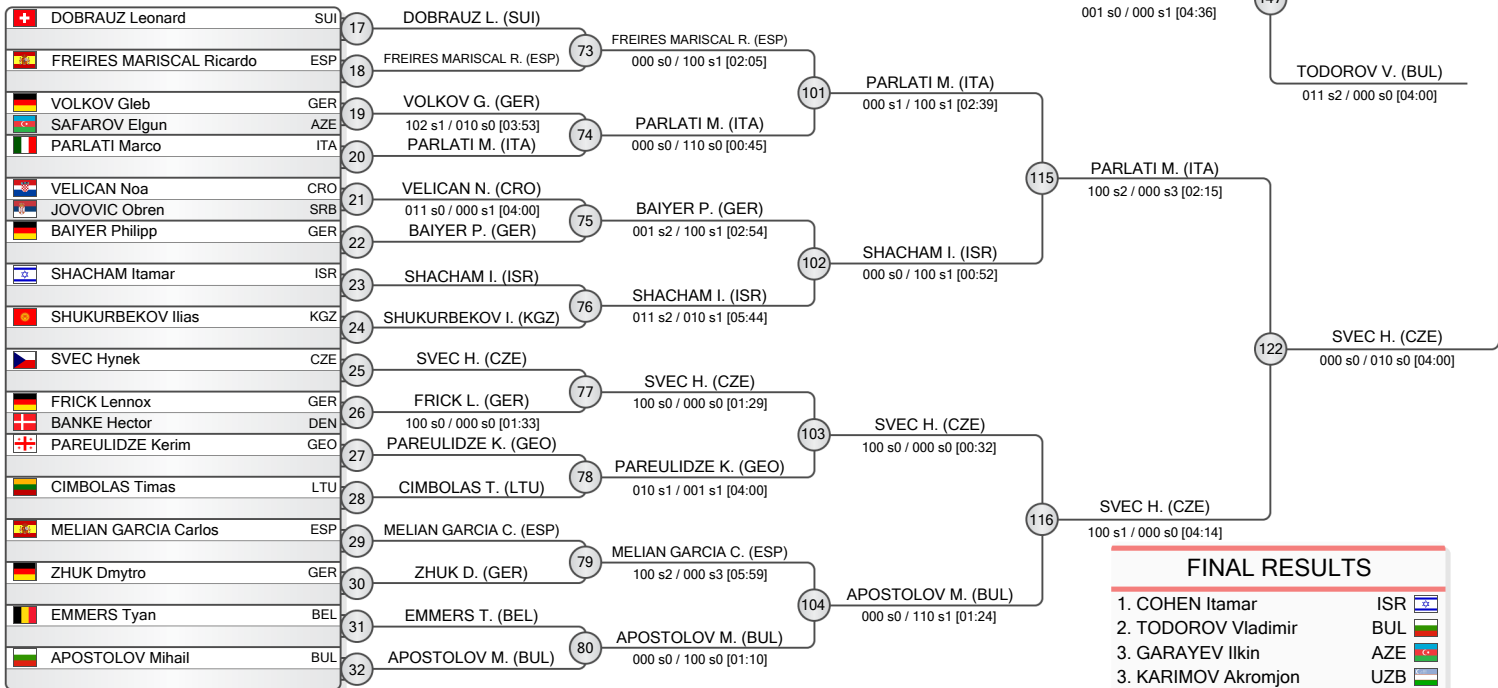 DOBRAUZ Leonard SUI
FREIRES MARISCAL Ricardo ESP
VOLKOV Gleb GER
SAFAROV Elgun AZE
PARLATI Marco ITA
VELICAN Noa CRO
JOVOVIC Obren SRB
BAIYER Philipp GER
SHACHAM Itamar ISR
SHUKURBEKOV Ilias KGZ
SVEC Hynek CZE
FRICK Lennox GER
BANKE Hector DEN
PAREULIDZE Kerim GEO
CIMBOLAS Timas LTU
MELIAN GARCIA Carlos ESP
ZHUK Dmytro GER
EMMERS Tyan BEL
APOSTOLOV Mihail BUL
17
18
19
20
21
22
23
24
25
26
27
28
29
30
31
32
DOBRAUZ L. (SUI)
FREIRES MARISCAL R. (ESP)
VOLKOV G. (GER)
102 s1 / 010 s0 [03:53]
PARLATI M. (ITA)
VELICAN N. (CRO)
011 s0 / 000 s1 [04:00]
BAIYER P. (GER)
SHACHAM I. (ISR)
SHUKURBEKOV I. (KGZ)
SVEC H. (CZE)
FRICK L. (GER)
100 s0 / 000 s0 [01:33]
PAREULIDZE K. (GEO)
CIMBOLAS T. (LTU)
MELIAN GARCIA C. (ESP)
ZHUK D. (GER)
EMMERS T. (BEL)
APOSTOLOV M. (BUL)
73
74
75
76
77
78
79
80
FREIRES MARISCAL R. (ESP)
000 s0 / 100 s1 [02:05]
PARLATI M. (ITA)
000 s0 / 110 s0 [00:45]
BAIYER P. (GER)
001 s2 / 100 s1 [02:54]
SHACHAM I. (ISR)
011 s2 / 010 s1 [05:44]
SVEC H. (CZE)
100 s0 / 000 s0 [01:29]
PAREULIDZE K. (GEO)
010 s1 / 001 s1 [04:00]
MELIAN GARCIA C. (ESP)
100 s2 / 000 s3 [05:59]
APOSTOLOV M. (BUL)
000 s0 / 100 s0 [01:10]
101
102
103
104
PARLATI M. (ITA)
000 s1 / 100 s1 [02:39]
SHACHAM I. (ISR)
000 s0 / 100 s1 [00:52]
SVEC H. (CZE)
100 s0 / 000 s0 [00:32]
APOSTOLOV M. (BUL)
000 s0 / 110 s1 [01:24]
115
116
PARLATI M. (ITA)
100 s2 / 000 s3 [02:15]
SVEC H. (CZE)
100 s1 / 000 s0 [04:14]
122
SVEC H. (CZE)
000 s0 / 010 s0 [04:00]
001 s0 / 000 s1 [04:36]
147
TODOROV V. (BUL)
011 s2 / 000 s0 [04:00]
FINAL RESULTS
1. COHEN Itamar ISR
2. TODOROV Vladimir BUL
3. GARAYEV Ilkin AZE
3. KARIMOV Akromjon UZB